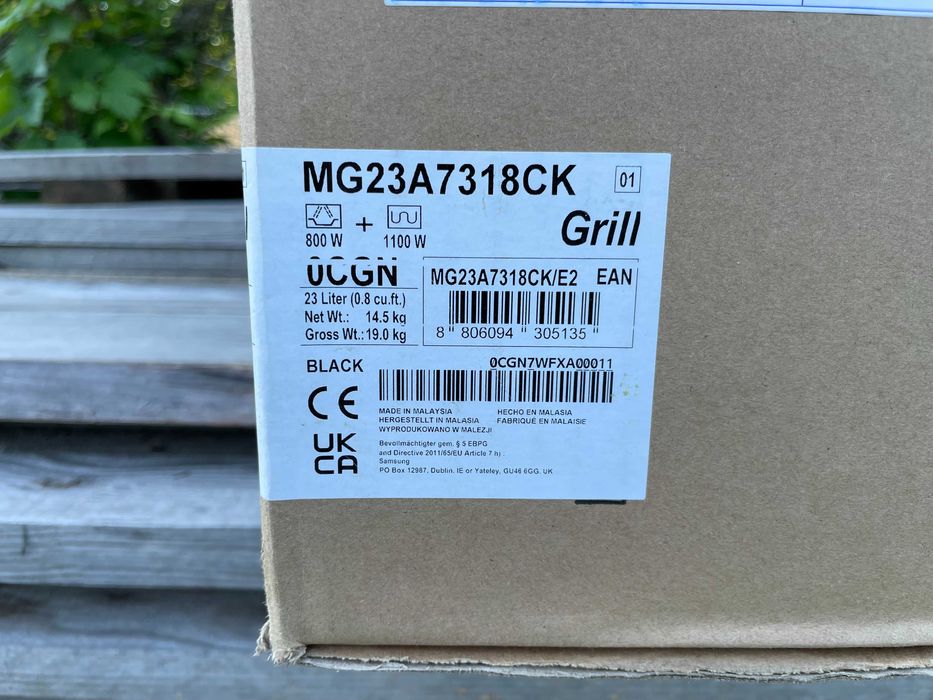 MG23A7318CK 01
800 W + 1100 W Grill
0CGN
MG23A7318CK/E2 EAN
23 Liter (0.8 cu.ft.)
Net Wt.: 14.5 kg
Gross Wt.:19.0 kg
8 "806094 "305135 "
BLACK
0CGN7WFXA00011
CE
MADE IN MALAYSIA HECHO EN MALASIA
HERGESTELLT IN MALASIA FABRIQUE EN MALAISIE
WYPRODUKOWANO W MALEZJI
UK
CA
Bevollmächtigter gem. § 5 EBPG
and Directive 2011/65/EU Article 7 h) :
Samsung
PO Box 12987, Dublin. IE or Yateley, GU46 6GG. UK